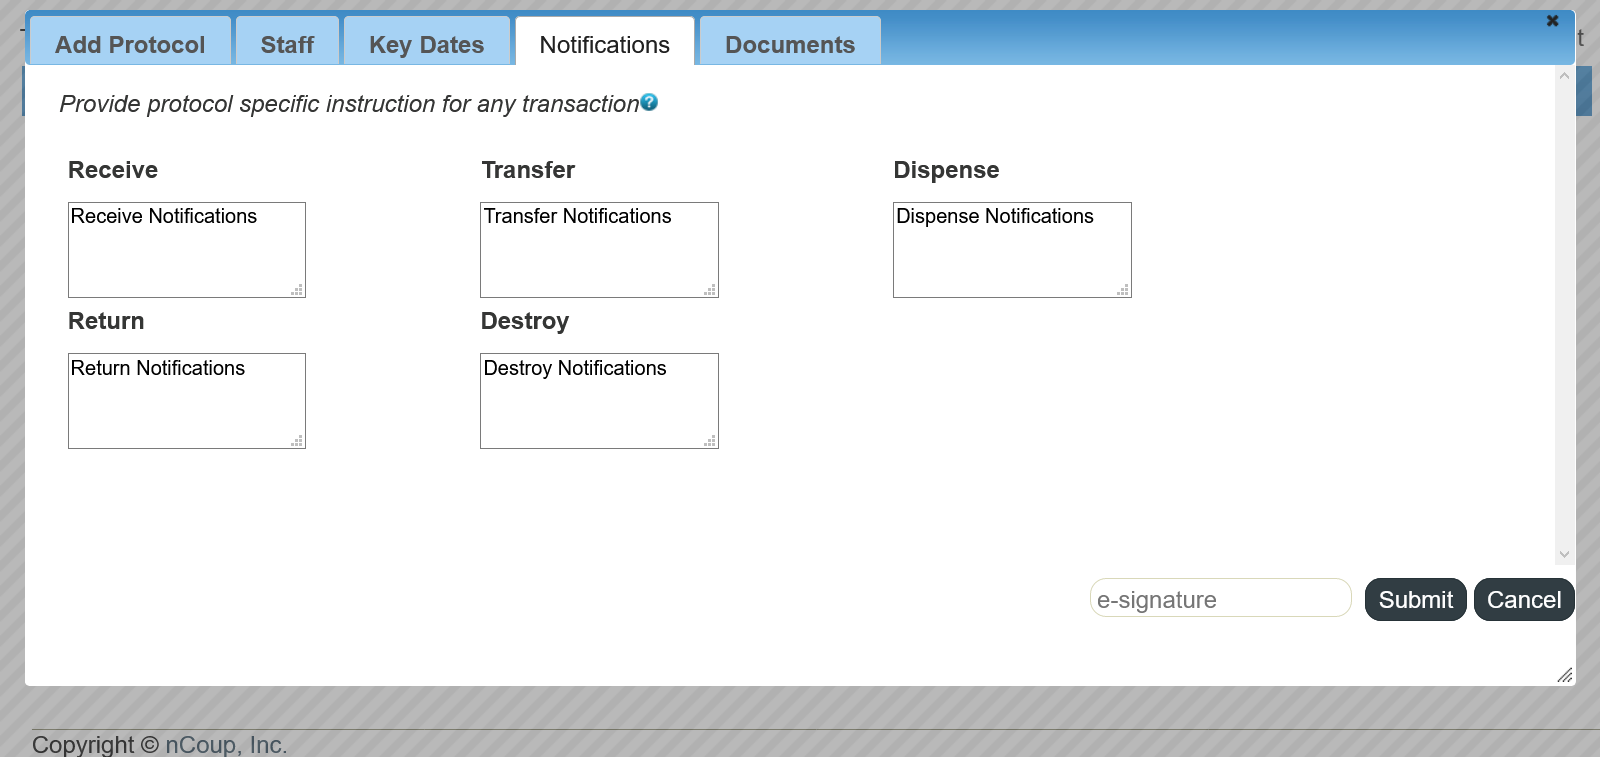 Add Protocol Staff Key Dates Notifications Documents
Provide protocol specific instruction for any transaction
Receive Transfer Dispense
Receive Notifications Transfer Notifications Dispense Notifications
Return Destroy
Return Notifications Destroy Notifications
e-signature Submit Cancel
Copyright © nCoup, Inc.